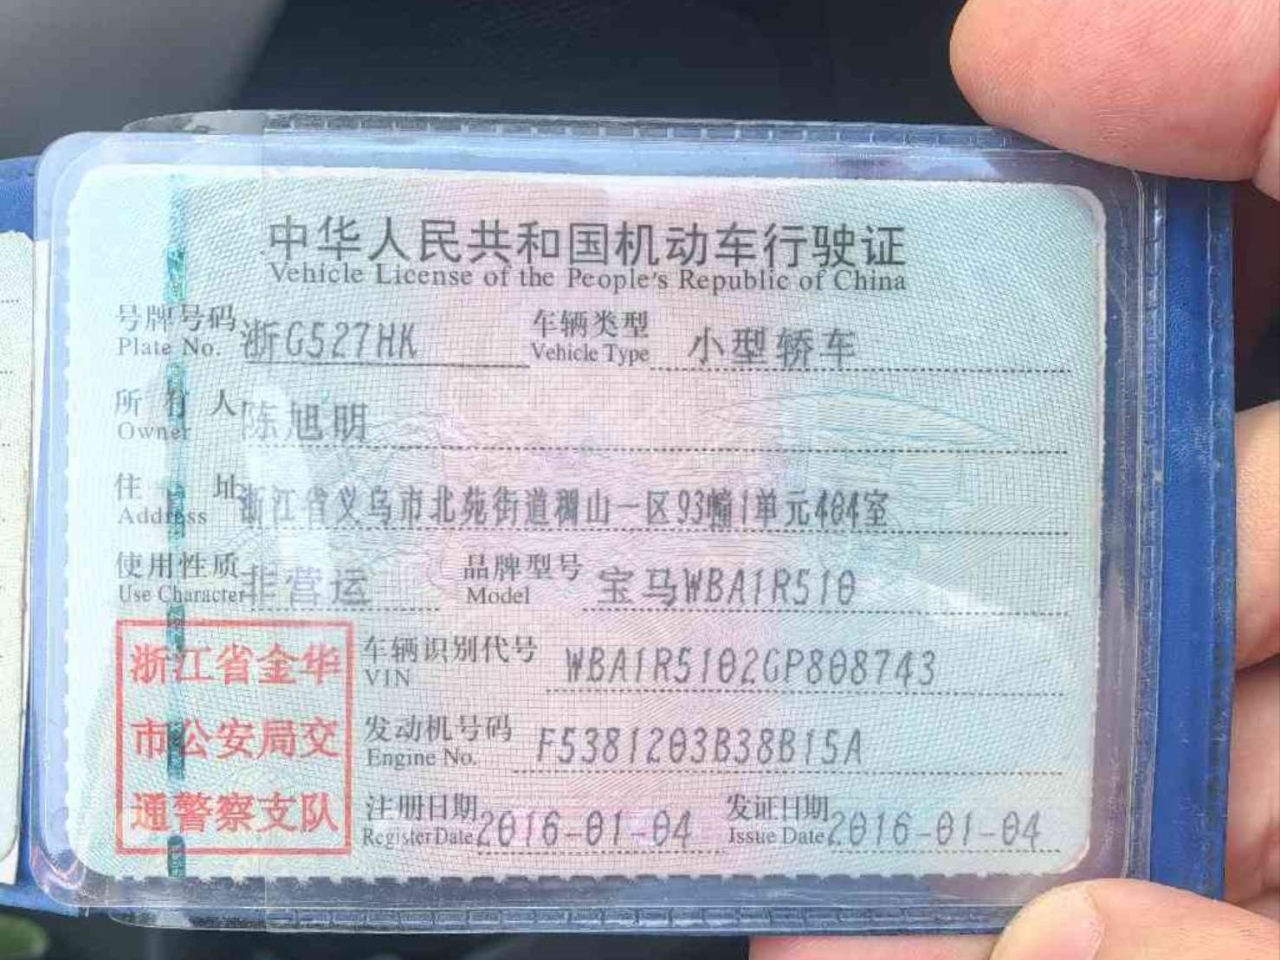 中华人民共和国机动车行驶证
Vehicle License of the People's Republic of China
号牌号码 浙G527HK 车辆类型 小型轿车
Plate No. Vehicle Type
所有人 陈旭明
Owner
住址 浙江省义乌市北苑街道稠山一区93幢1单元404室
Address
使用性质 非营运 品牌型号 宝马WBA1R510
Use Character Model
浙江省金华
市公安局交
通警察支队
车辆识别代号 WBA1R5102GP808743
VIN
发动机号码 F5381203B38B15A
Engine No.
注册日期 2016-01-04 发证日期 2016-01-04
Register Date Issue Date